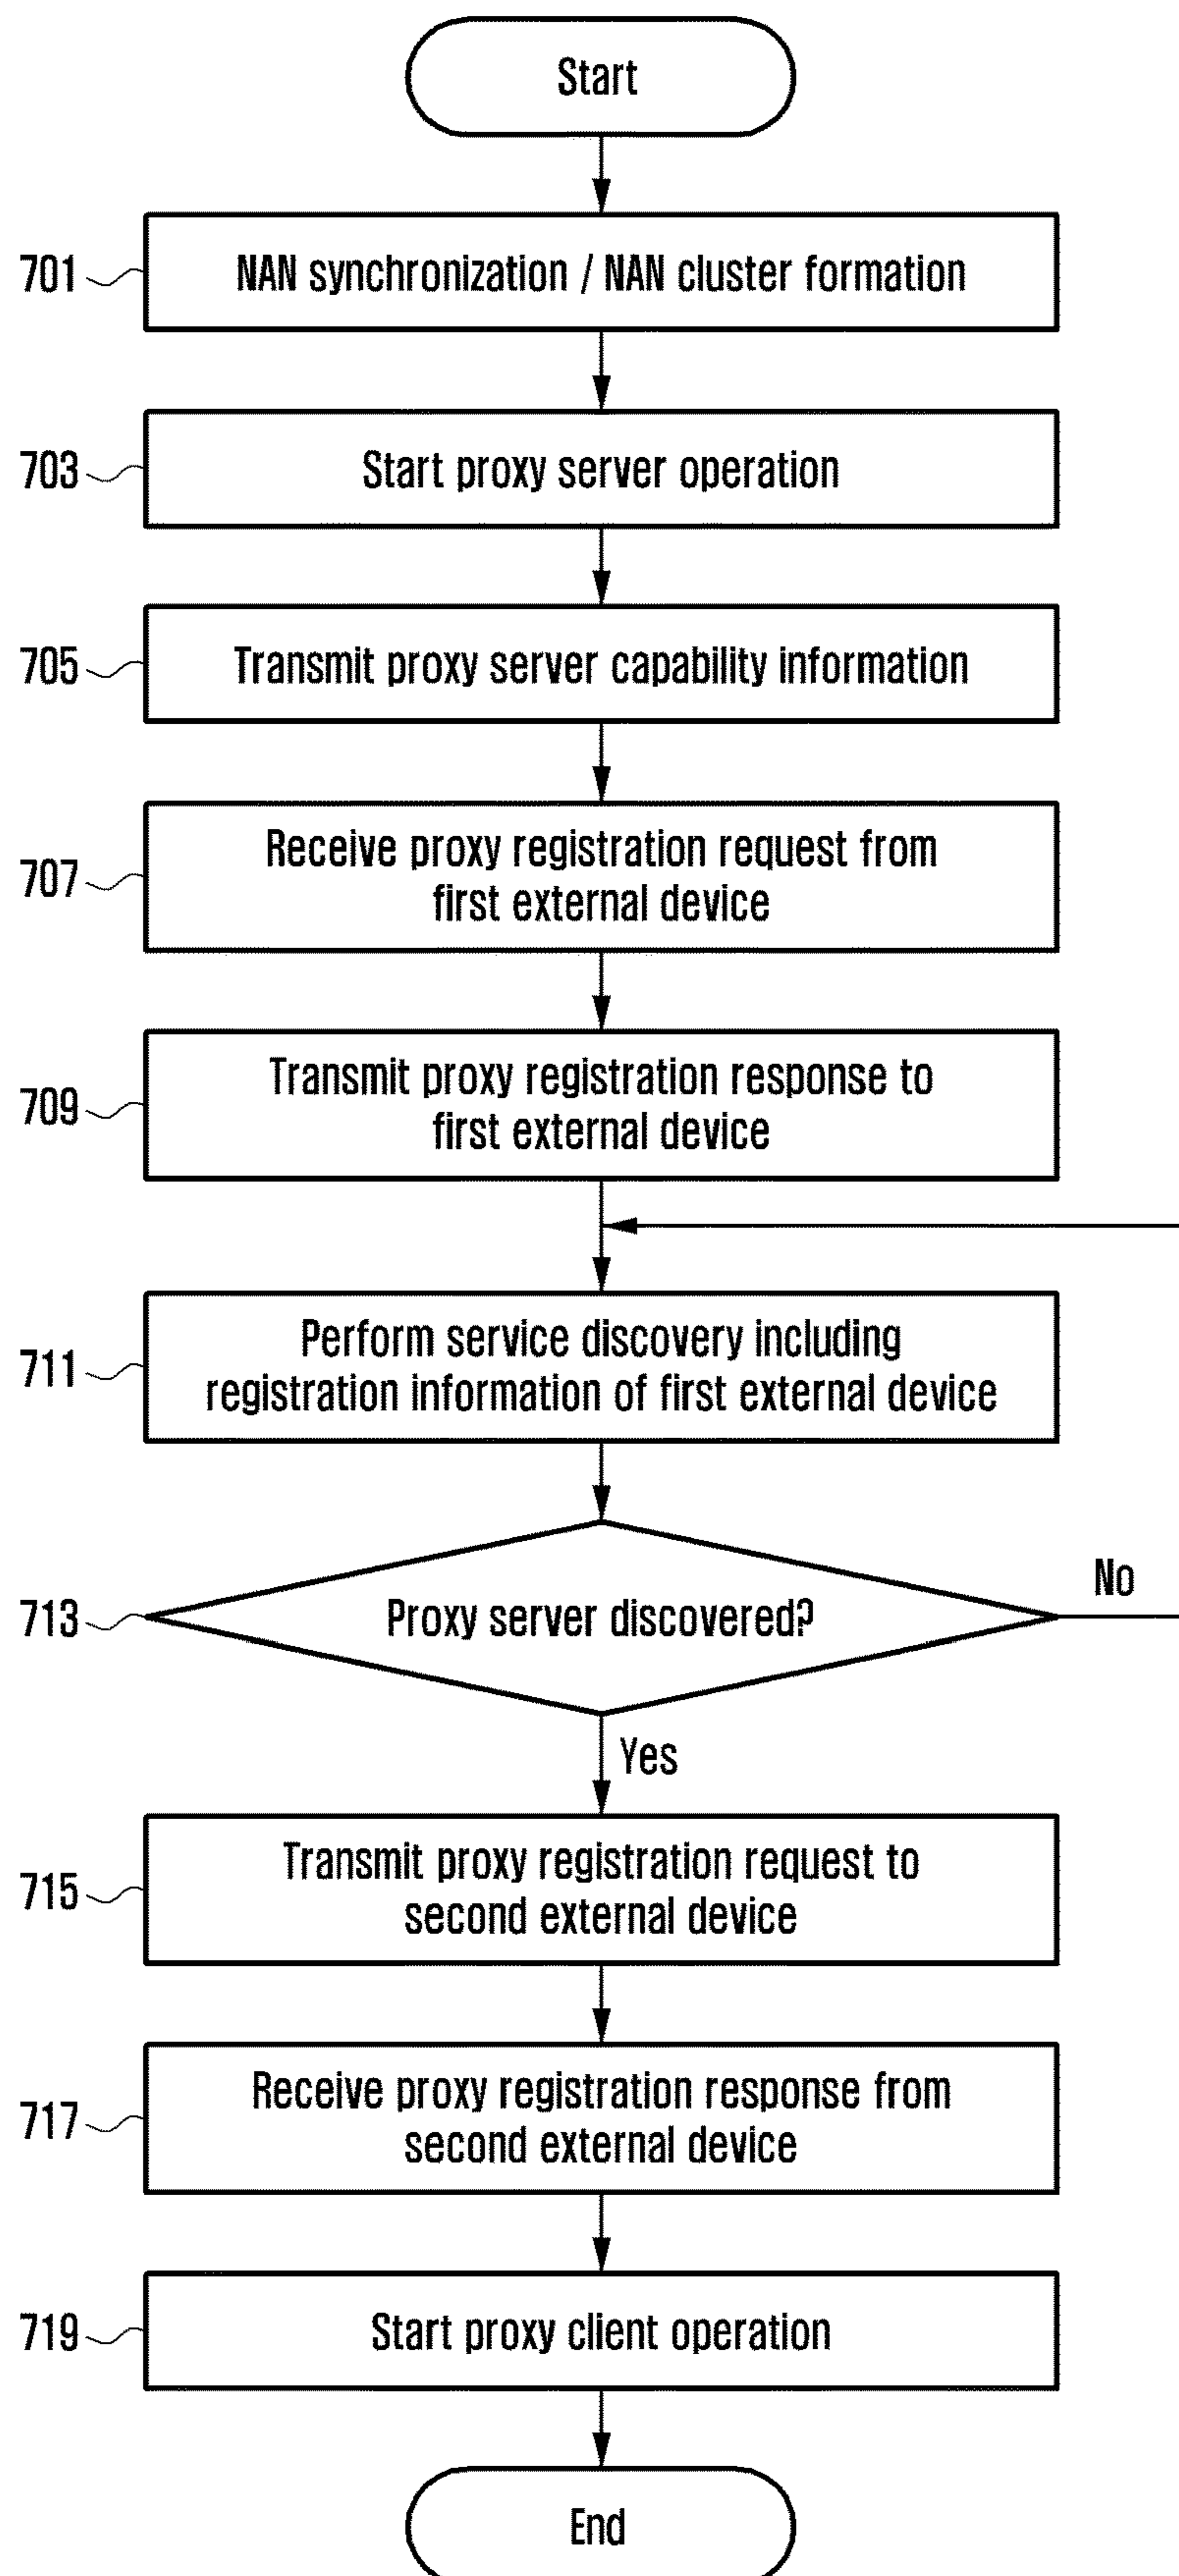 Start
701
NAN synchronization / NAN cluster formation
703
Start proxy server operation
705
Transmit proxy server capability information
707
Receive proxy registration request from
first external device
709
Transmit proxy registration response to
first external device
711
Perform service discovery including
registration information of first external device
713
Proxy server discovered?
No
Yes
715
Transmit proxy registration request to
second external device
717
Receive proxy registration response from
second external device
719
Start proxy client operation
End